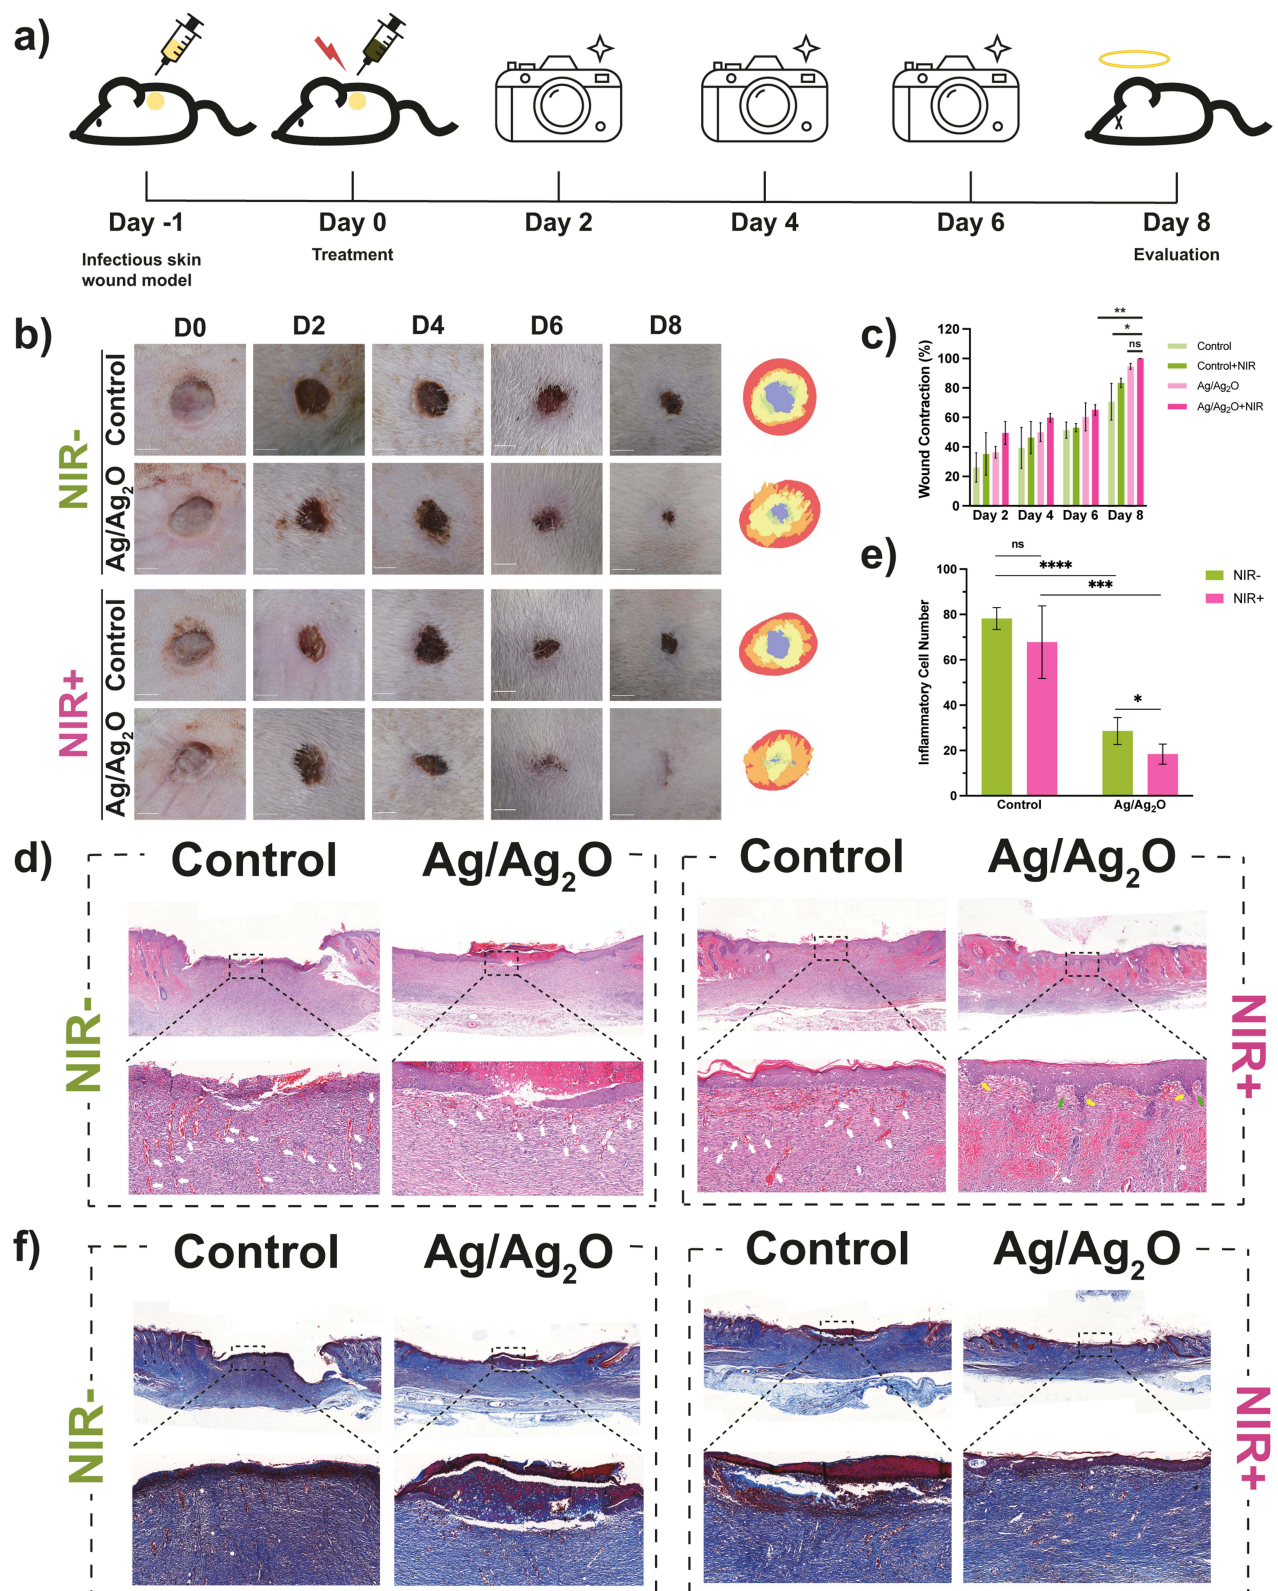 a)
Day -1
Day 0
Day 2
Day 4
Day 6
Day 8
Infectious skin
wound model
Treatment
Evaluation
b)
D0
D2
D4
D6
D8
NIR-
Control
Ag/Ag₂O
NIR+
Control
Ag/Ag₂O
c)
Wound Contraction (%)
120
100
80
60
40
20
0
Day 2
Day 4
Day 6
Day 8
**
*
ns
Control
Control+NIR
Ag/Ag₂O
Ag/Ag₂O+NIR
e)
Inflammatory Cell Number
100
80
60
40
20
0
ns
****
***
*
Control
Ag/Ag₂O
NIR-
NIR+
d)
Control
Ag/Ag₂O
Control
Ag/Ag₂O
NIR-
NIR+
f)
Control
Ag/Ag₂O
Control
Ag/Ag₂O
NIR-
NIR+